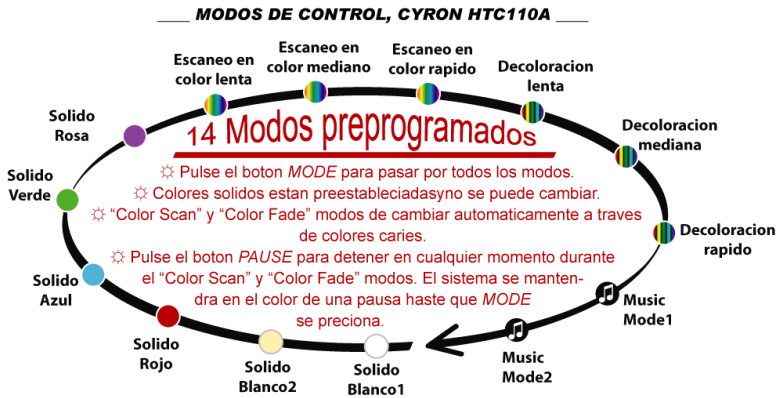 MODOS DE CONTROL, CYRON HTC110A
Escaneo en
color lenta
Escaneo en
color mediano
Escaneo en
color rapido
Decoloracion
lenta
Decoloracion
mediana
Decoloracion
rapido
Music
Mode1
Music
Mode2
Solido
Blanco1
Solido
Blanco2
Solido
Rojo
Solido
Azul
Solido
Verde
Solido
Rosa
14 Modos preprogramados
Pulse el boton MODE para pasar por todos los modos.
Colores solidos estan preestableciadasyno se puede cambiar.
“Color Scan” y “Color Fade” modos de cambiar automaticamente a traves
de colores caries.
Pulse el boton PAUSE para detener en cualquier momento durante
el “Color Scan” y “Color Fade” modos. El sistema se manten-
dra en el color de una pausa haste que MODE
se preciona.